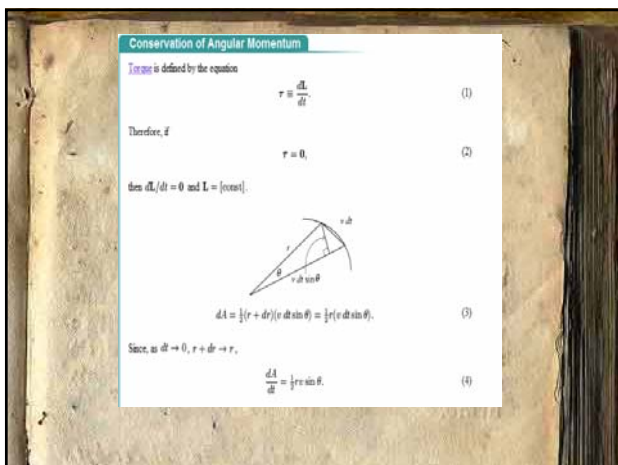 Conservation of Angular Momentum
Torque is defined by the equation
τ ≡ dL/dt. (1)
Therefore, if
τ = 0, (2)
then dL/dt = 0 and L = [const].
v dt
r
θ
v dt sin θ
dA = ½(r + dr)(v dt sin θ) = ½r(v dt sin θ). (3)
Since, as dt → 0, r + dr → r,
dA/dt = ½rv sin θ. (4)